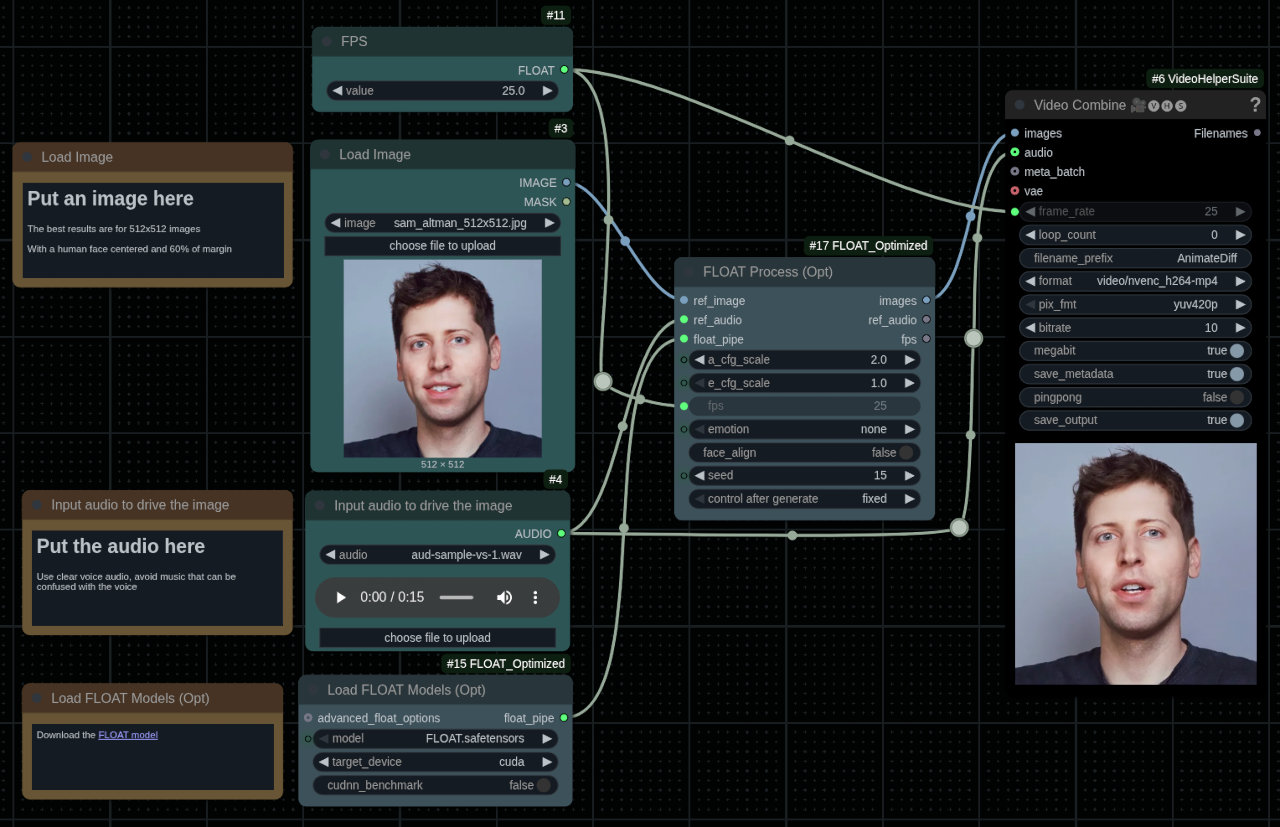 #11
FPS
FLOAT
value 25.0
#3
Load Image
IMAGE
MASK
image sam_altman_512x512.jpg
choose file to upload
512 × 512
Load Image
Put an image here
The best results are for 512x512 images
With a human face centered and 60% of margin
#4
Input audio to drive the image
AUDIO
audio aud-sample-vs-1.wav
0:00 / 0:15
choose file to upload
Input audio to drive the image
Put the audio here
Use clear voice audio, avoid music that can be
confused with the voice
#15 FLOAT_Optimized
Load FLOAT Models (Opt)
advanced_float_options float_pipe
model FLOAT.safetensors
target_device cuda
cudnn_benchmark false
Load FLOAT Models (Opt)
Download the FLOAT model
#17 FLOAT_Optimized
FLOAT Process (Opt)
ref_image images
ref_audio ref_audio
float_pipe fps
a_cfg_scale 2.0
e_cfg_scale 1.0
fps 25
emotion none
face_align false
seed 15
control after generate fixed
#6 VideoHelperSuite
Video Combine 🎥🅥🅗🅢 ?
images Filenames
audio
meta_batch
vae
frame_rate 25
loop_count 0
filename_prefix AnimateDiff
format video/nvenc_h264-mp4
pix_fmt yuv420p
bitrate 10
megabit true
save_metadata true
pingpong false
save_output true